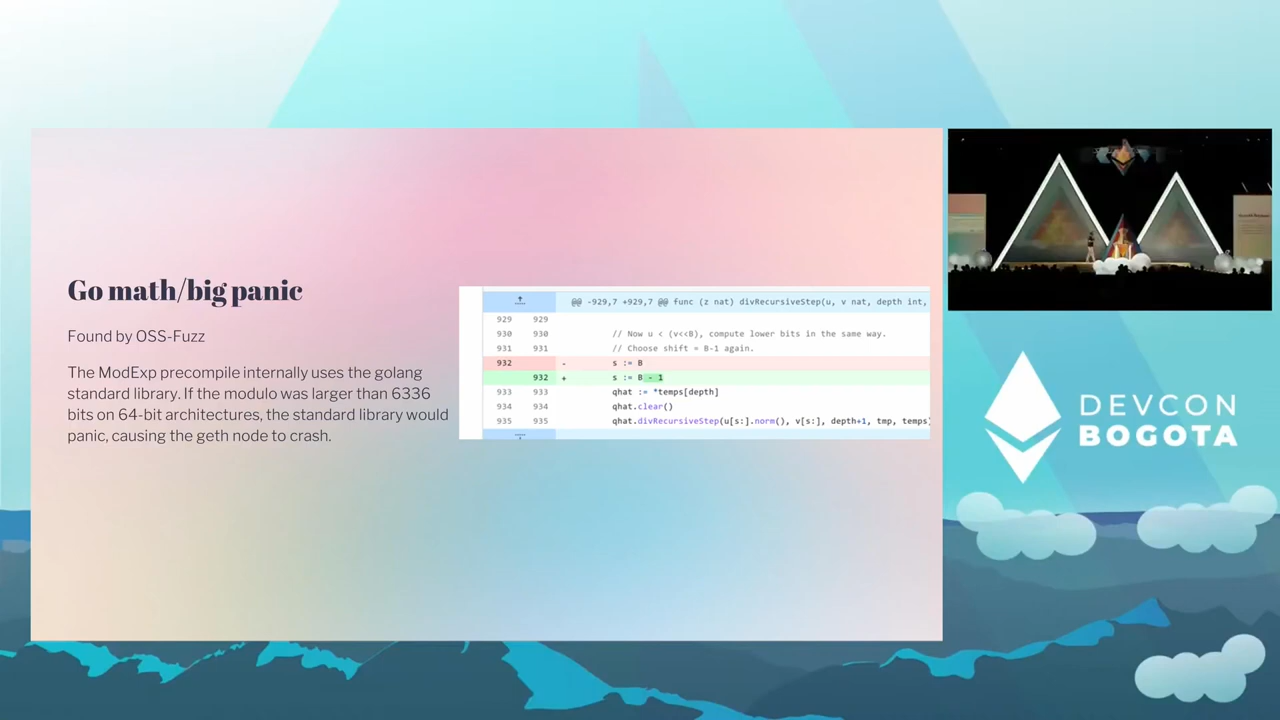 Go math/big panic
Found by OSS-Fuzz
The ModExp precompile internally uses the golang
standard library. If the modulo was larger than 6336
bits on 64-bit architectures, the standard library would
panic, causing the geth node to crash.
@@ -929,7 +929,7 @@ func (z nat) divRecursiveStep(u, v nat, depth int,
929 929
930 930 // Now u < (v<<B), compute lower bits in the same way.
931 931 // Choose shift = B-1 again.
932 - s := B
932 + s := B - 1
933 933 qhat := *temps[depth]
934 934 qhat.clear()
935 935 qhat.divRecursiveStep(u[s:].norm(), v[s:], depth+1, tmp, temps)
DEVCON
BOGOTA